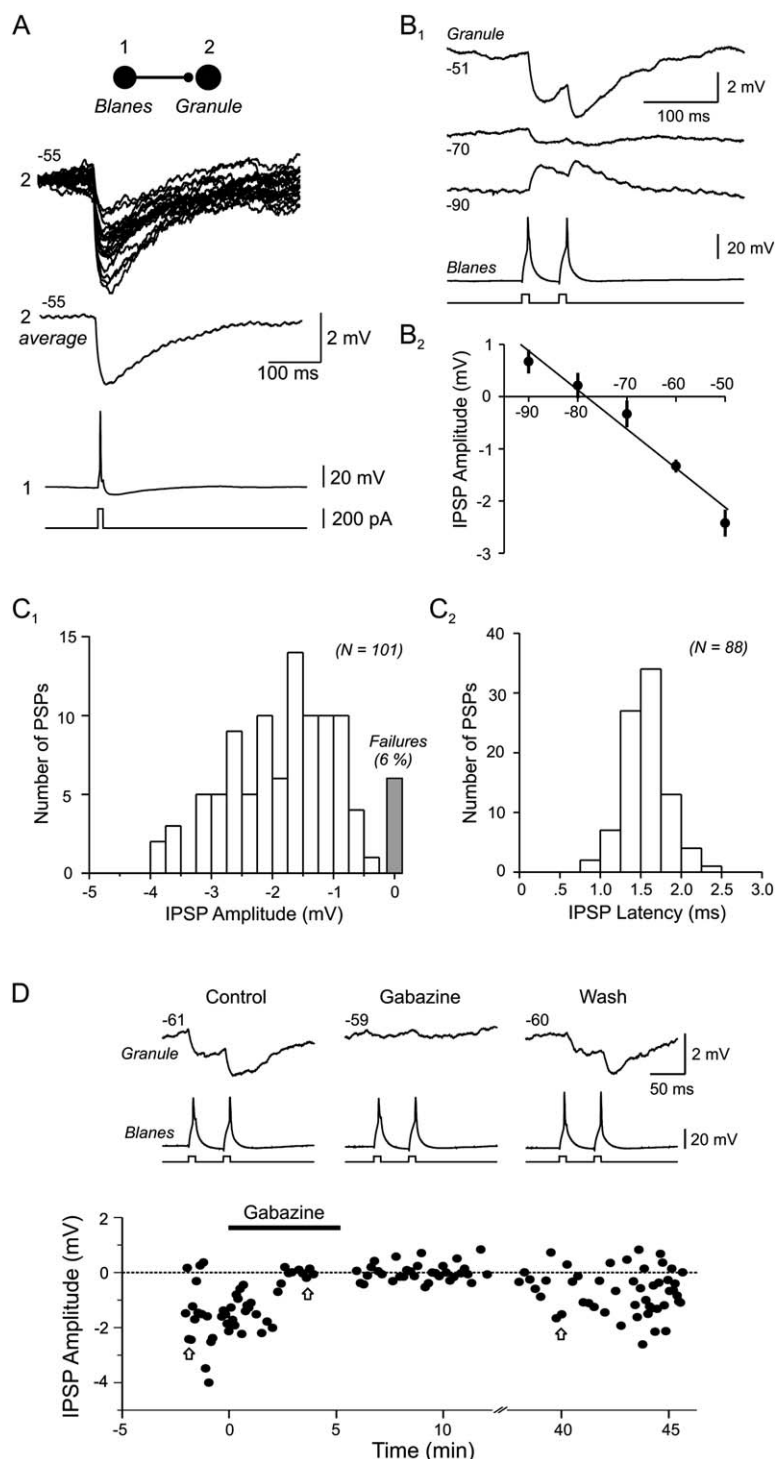 A
1 2
Blanes Granule
-55
2
-55
2
average
2 mV
100 ms
1
20 mV
200 pA
B1
Granule
-51
2 mV
100 ms
-70
-90
20 mV
Blanes
B2
IPSP Amplitude (mV)
1
0
-1
-2
-3
-90 -80 -70 -60 -50
C1
Number of PSPs
15
10
5
0
(N = 101)
Failures
(6 %)
-5 -4 -3 -2 -1 0
IPSP Amplitude (mV)
C2
Number of PSPs
40
30
20
10
0
(N = 88)
0 .5 1.0 1.5 2.0 2.5 3.0
IPSP Latency (ms)
D
Control Gabazine Wash
-61 -59 -60
Granule
2 mV
50 ms
Blanes
20 mV
Gabazine
IPSP Amplitude (mV)
2
0
-2
-4
-5 0 5 10 40 45
Time (min)